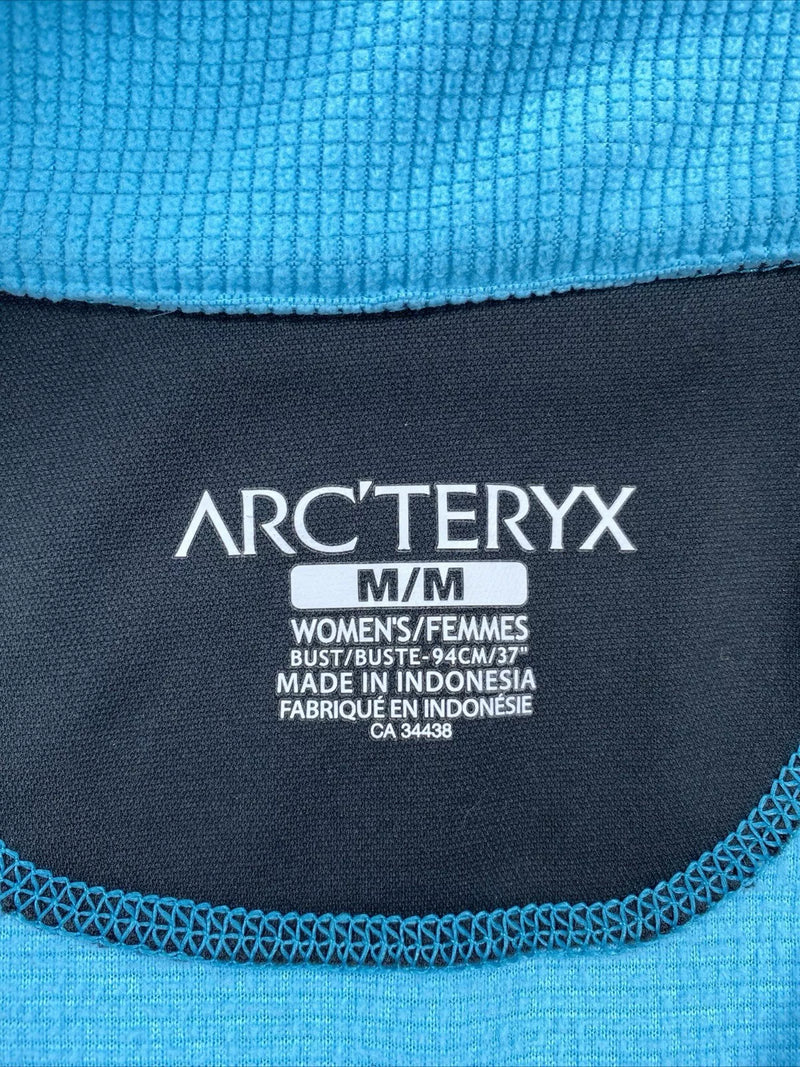 ARC'TERYX
M/M
WOMEN'S/FEMMES
BUST/BUSTE-94CM/37"
MADE IN INDONESIA
FABRIQUÉ EN INDONÉSIE
CA 34438